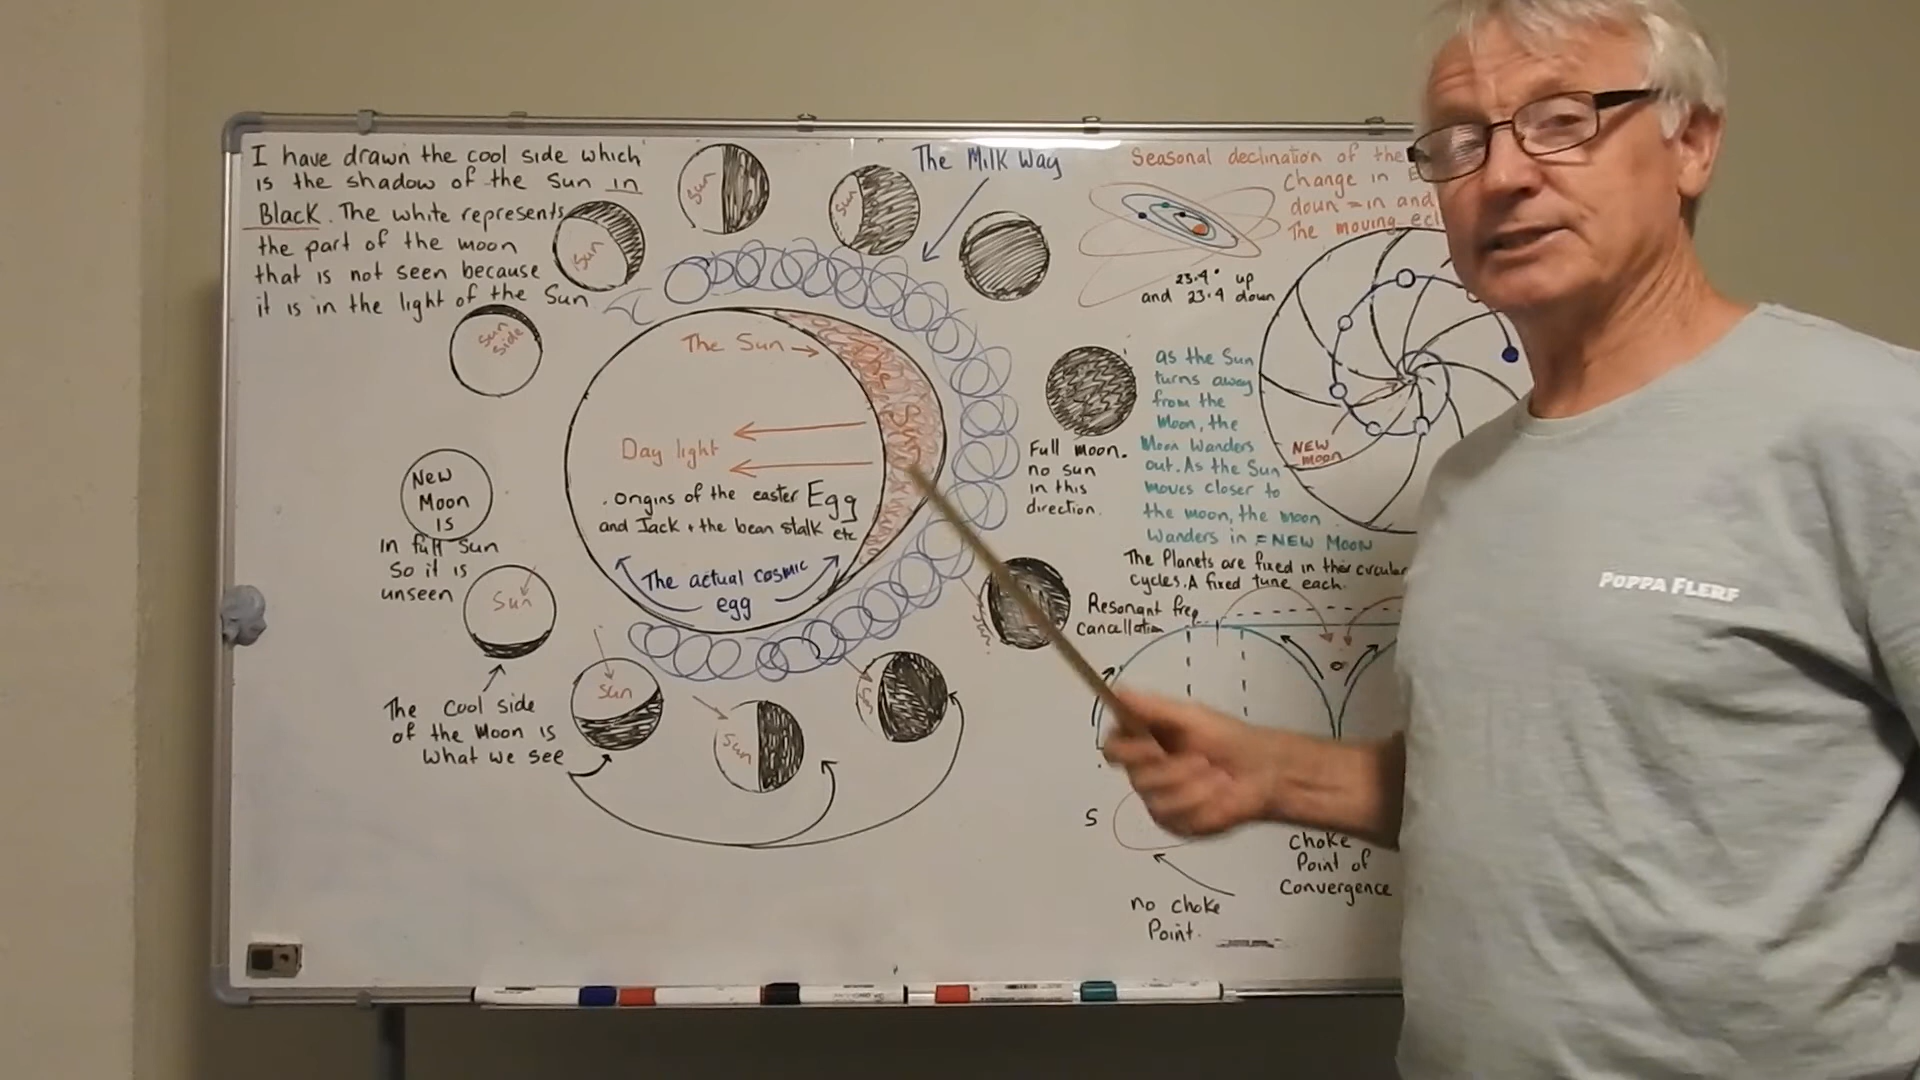 I have drawn the cool side which
is the shadow of the Sun in
Black. The white represents
the part of the moon
that is not seen because
it is in the light of the Sun
Sun
Sun
Sun
Sun side
The Milk Way
The Sun
The Sun
Day light
. origins of the easter Egg
and Jack + the bean stalk etc
The actual cosmic
egg
New
Moon
is
In full Sun
So it is
unseen
Sun
The cool side
of the Moon is
what we see
Sun
Sun
Sun
Sun
Full moon.
no sun
in this
direction.
Seasonal declination of the
Change in
down = in and
The moving ecl
23.4° up
and 23.4 down
as the Sun
turns away
from the
Moon, the
Moon Wanders
out. As the Sun
moves closer to
the moon, the moon
Wanders in = NEW MOON
NEW
moon
The Planets are fixed in their circular
cycles. A fixed tune each.
Resonant freq
cancellation
S
no choke
Point.
choke
Point of
Convergence
POPPA FLERF